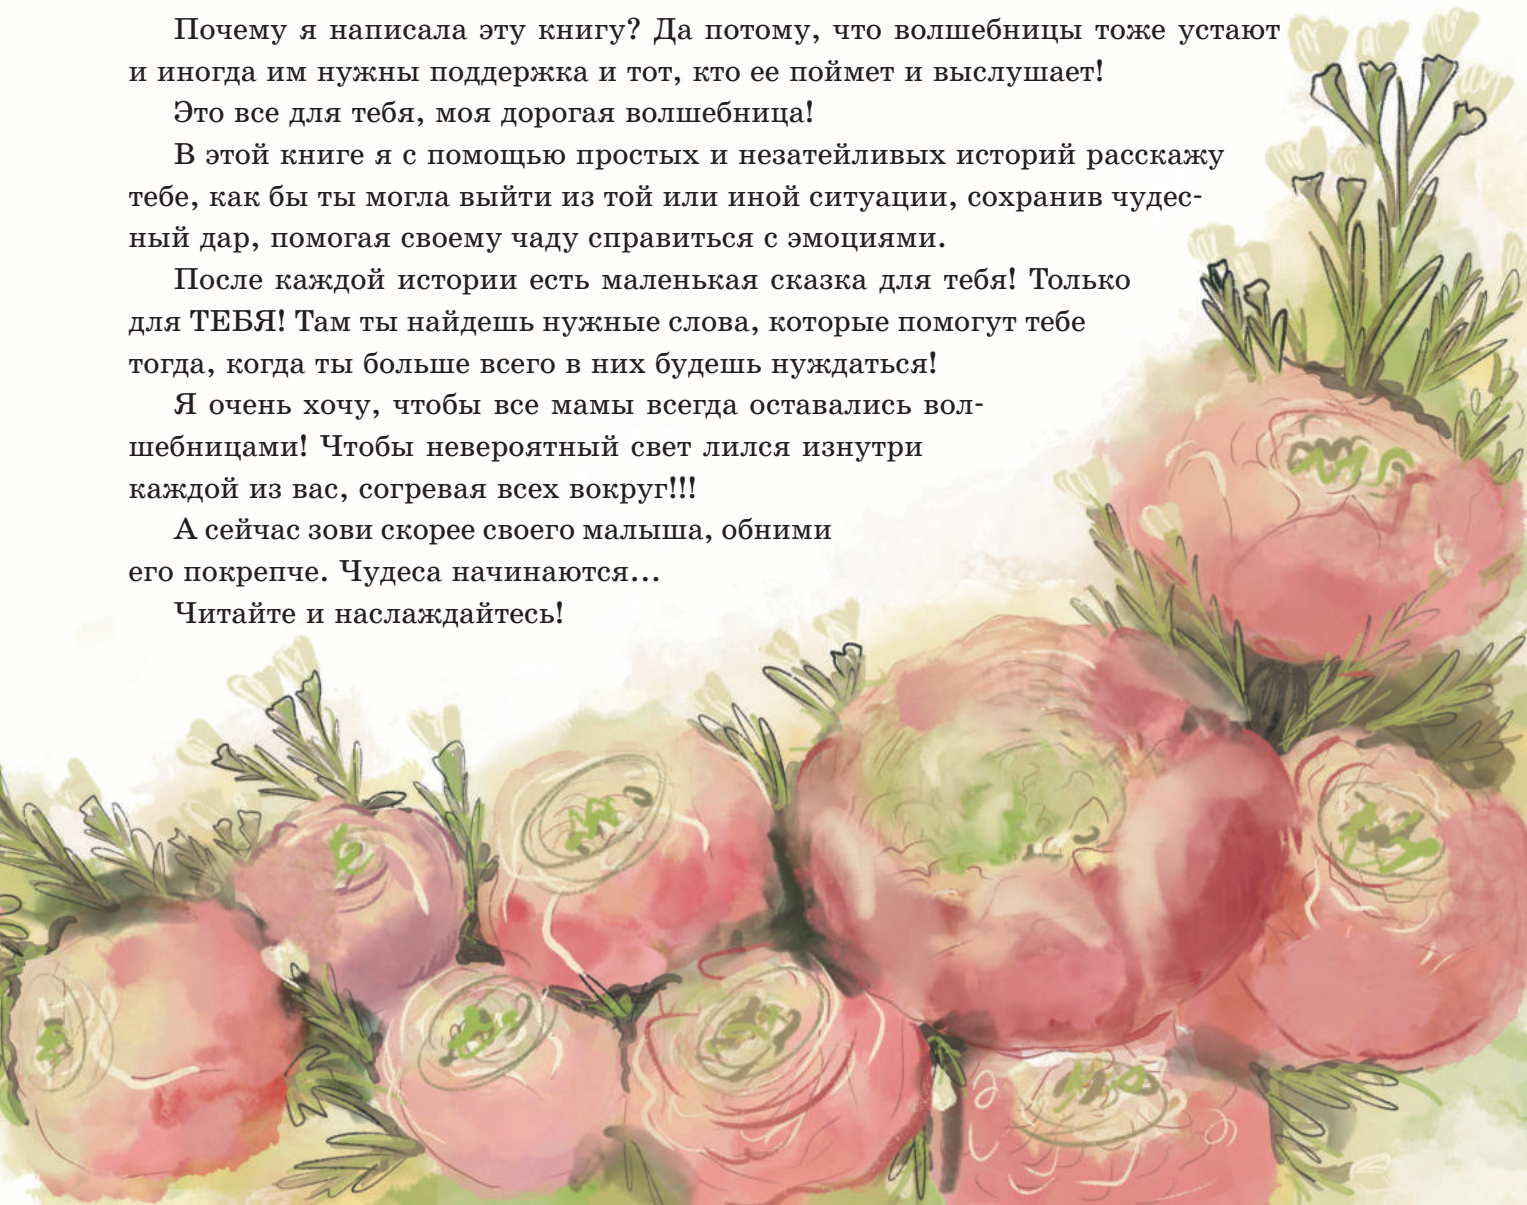 Почему я написала эту книгу? Да потому, что волшебницы тоже устают
и иногда им нужны поддержка и тот, кто ее поймет и выслушает!
Это все для тебя, моя дорогая волшебница!
В этой книге я с помощью простых и незатейливых историй расскажу
тебе, как бы ты могла выйти из той или иной ситуации, сохранив чудес-
ный дар, помогая своему чаду справиться с эмоциями.
После каждой истории есть маленькая сказка для тебя! Только
для ТЕБЯ! Там ты найдешь нужные слова, которые помогут тебе
тогда, когда ты больше всего в них будешь нуждаться!
Я очень хочу, чтобы все мамы всегда оставались вол-
шебницами! Чтобы невероятный свет лился изнутри
каждой из вас, согревая всех вокруг!!!
А сейчас зови скорее своего малыша, обними
его покрепче. Чудеса начинаются...
Читайте и наслаждайтесь!